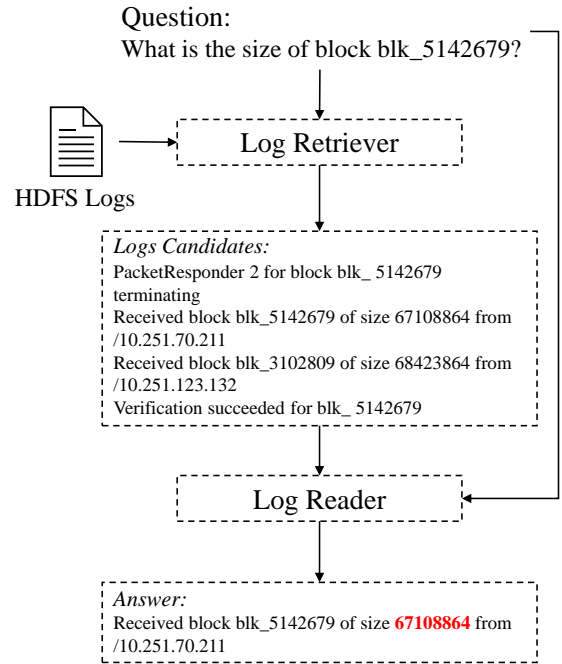 Question:
What is the size of block blk_5142679?
Log Retriever
HDFS Logs
Logs Candidates:
PacketResponder 2 for block blk_ 5142679
terminating
Received block blk_5142679 of size 67108864 from
/10.251.70.211
Received block blk_3102809 of size 68423864 from
/10.251.123.132
Verification succeeded for blk_ 5142679
Log Reader
Answer:
Received block blk_5142679 of size 67108864 from
/10.251.70.211